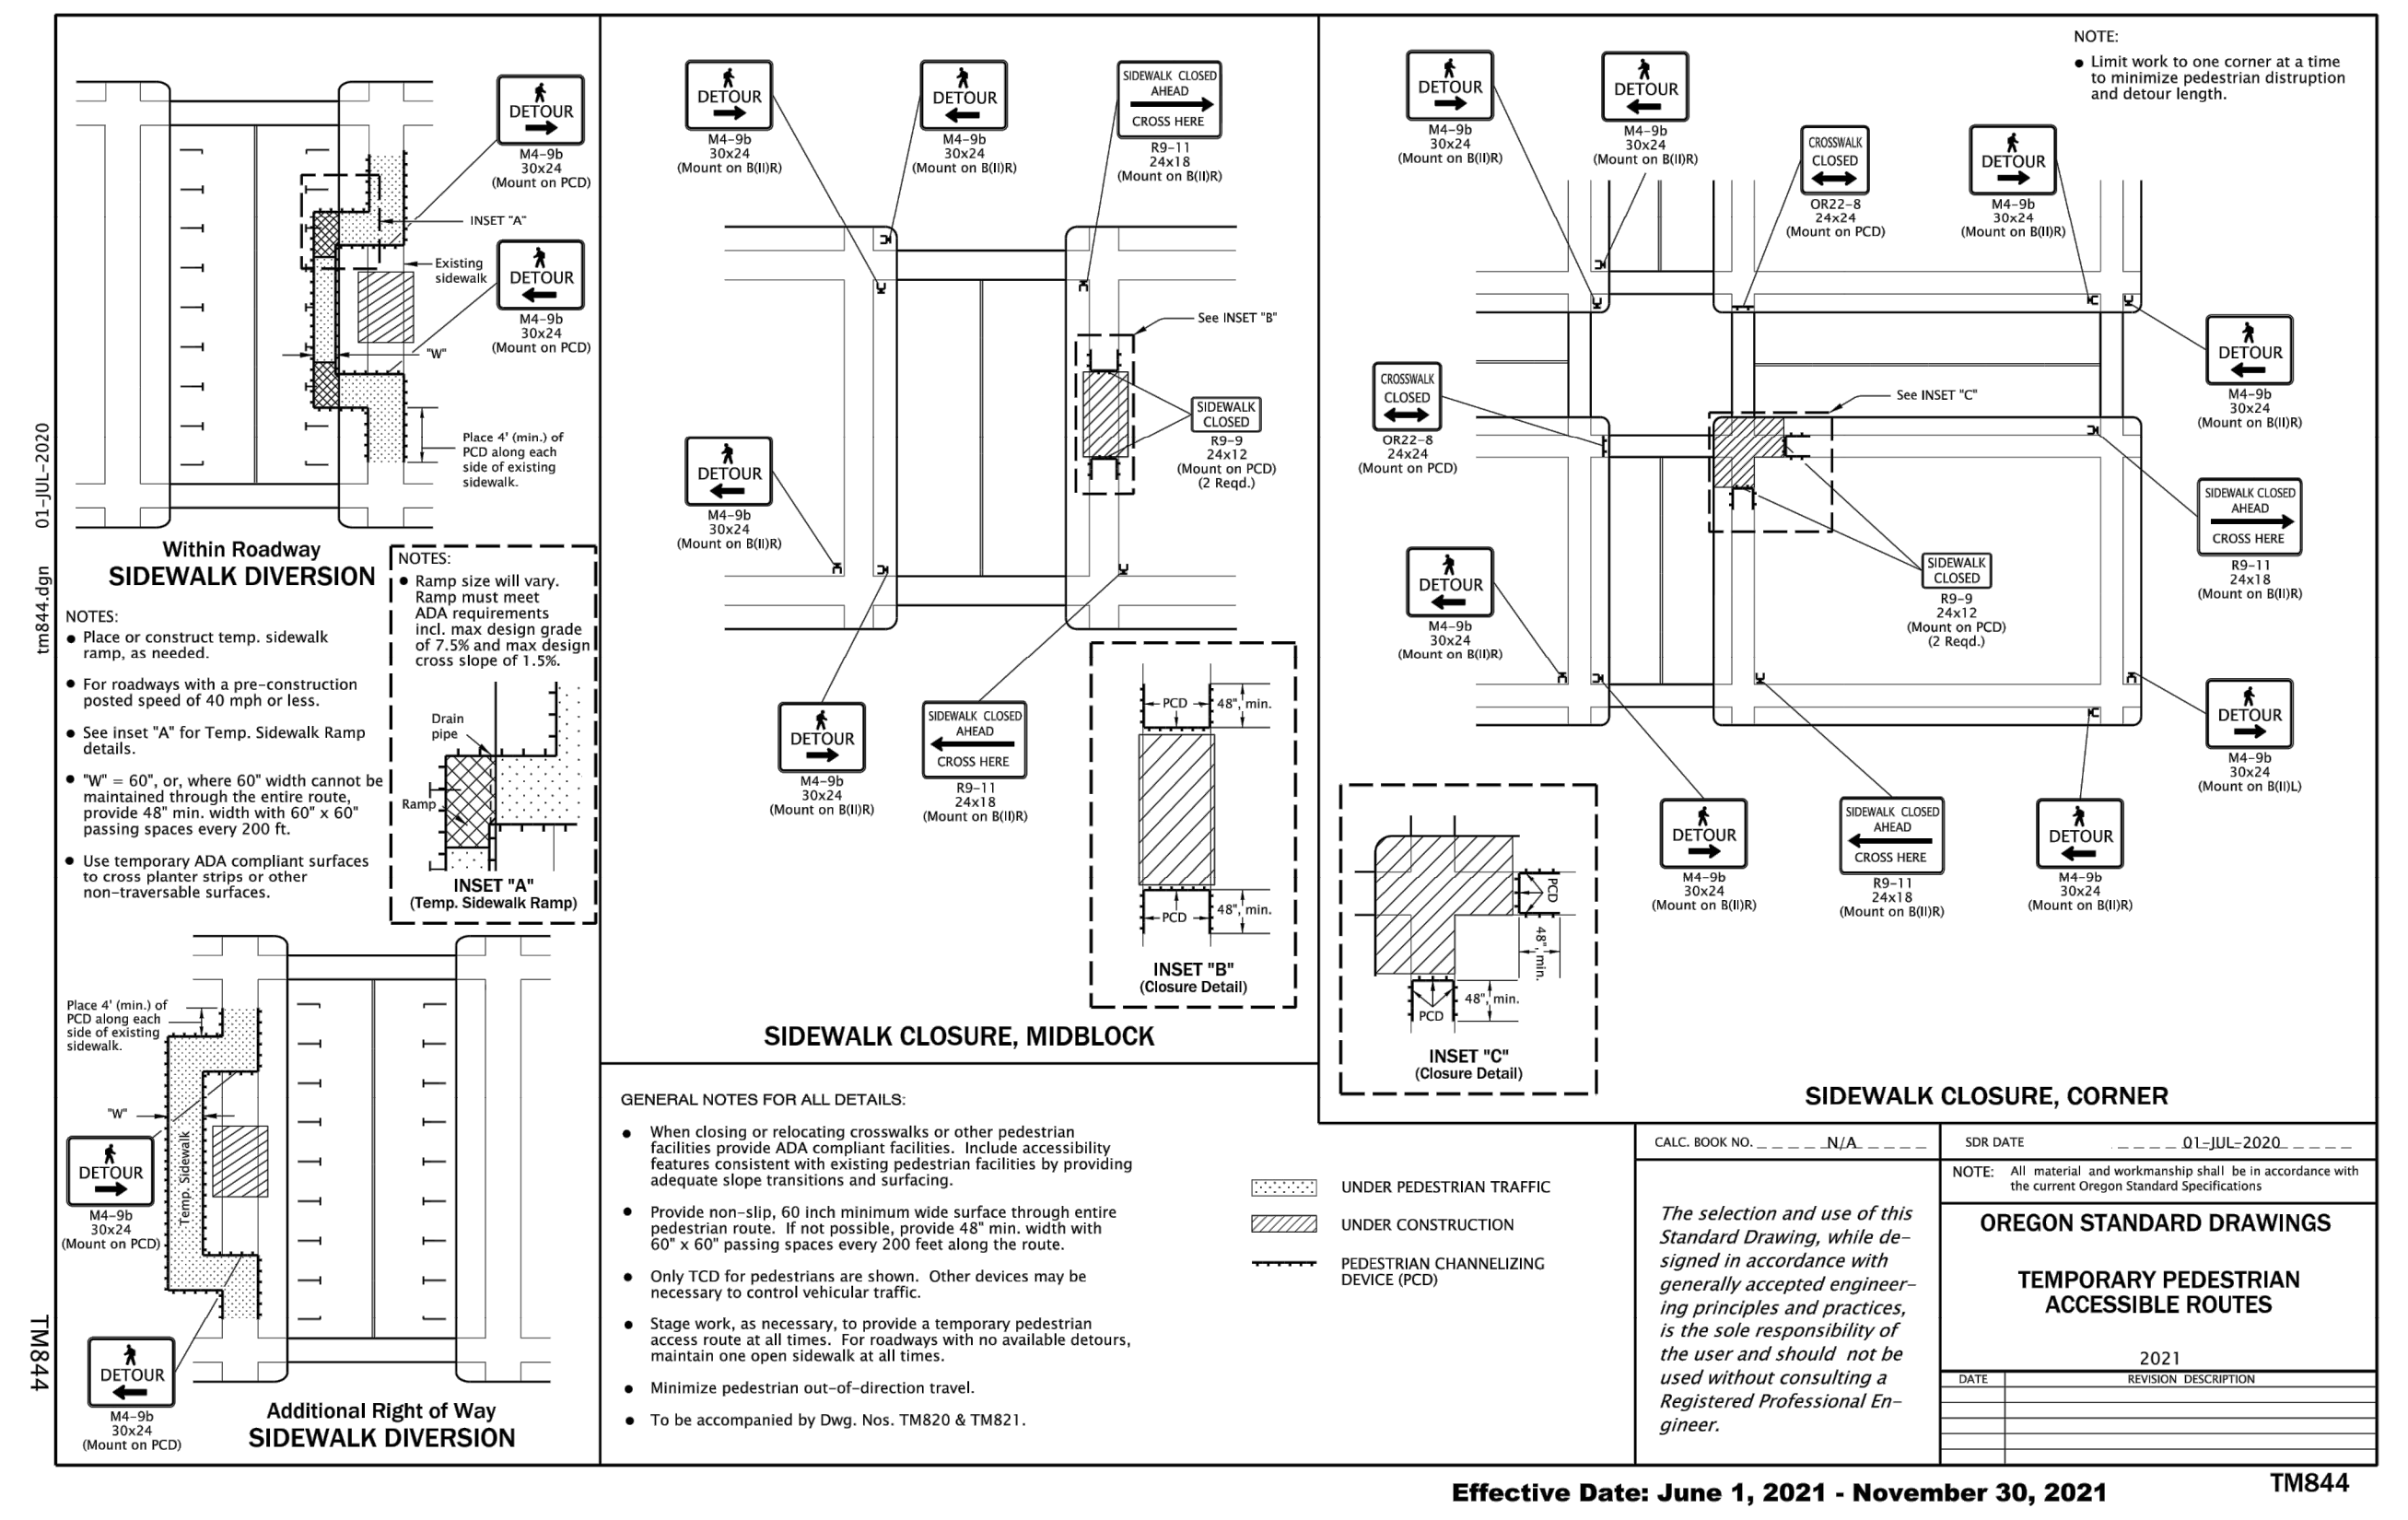 tm844.dgn 01-JUL-2020
TM844
DETOUR
M4-9b
30x24
(Mount on PCD)
INSET "A"
Existing
sidewalk
DETOUR
M4-9b
30x24
(Mount on PCD)
"W"
Place 4' (min.) of
PCD along each
side of existing
sidewalk.
Within Roadway
SIDEWALK DIVERSION
NOTES:
● Place or construct temp. sidewalk
ramp, as needed.
● For roadways with a pre-construction
posted speed of 40 mph or less.
● See inset "A" for Temp. Sidewalk Ramp
details.
● "W" = 60", or, where 60" width cannot be
maintained through the entire route,
provide 48" min. width with 60" x 60"
passing spaces every 200 ft.
● Use temporary ADA compliant surfaces
to cross planter strips or other
non-traversable surfaces.
NOTES:
● Ramp size will vary.
Ramp must meet
ADA requirements
incl. max design grade
of 7.5% and max design
cross slope of 1.5%.
Drain
pipe
Ramp
INSET "A"
(Temp. Sidewalk Ramp)
Place 4' (min.) of
PCD along each
side of existing
sidewalk.
"W"
Temp. Sidewalk
DETOUR
M4-9b
30x24
(Mount on PCD)
DETOUR
M4-9b
30x24
(Mount on PCD)
Additional Right of Way
SIDEWALK DIVERSION
DETOUR
M4-9b
30x24
(Mount on B(II)R)
DETOUR
M4-9b
30x24
(Mount on B(II)R)
SIDEWALK CLOSED
AHEAD
CROSS HERE
R9-11
24x18
(Mount on B(II)R)
See INSET "B"
SIDEWALK
CLOSED
R9-9
24x12
(Mount on PCD)
(2 Reqd.)
DETOUR
M4-9b
30x24
(Mount on B(II)R)
DETOUR
M4-9b
30x24
(Mount on B(II)R)
SIDEWALK CLOSED
AHEAD
CROSS HERE
R9-11
24x18
(Mount on B(II)R)
PCD
48", min.
PCD
48", min.
INSET "B"
(Closure Detail)
SIDEWALK CLOSURE, MIDBLOCK
NOTE:
● Limit work to one corner at a time
to minimize pedestrian distruption
and detour length.
DETOUR
M4-9b
30x24
(Mount on B(II)R)
DETOUR
M4-9b
30x24
(Mount on B(II)R)
CROSSWALK
CLOSED
OR22-8
24x24
(Mount on PCD)
DETOUR
M4-9b
30x24
(Mount on B(II)R)
DETOUR
M4-9b
30x24
(Mount on B(II)R)
CROSSWALK
CLOSED
OR22-8
24x24
(Mount on PCD)
See INSET "C"
SIDEWALK CLOSED
AHEAD
CROSS HERE
R9-11
24x18
(Mount on B(II)R)
SIDEWALK
CLOSED
R9-9
24x12
(Mount on PCD)
(2 Reqd.)
DETOUR
M4-9b
30x24
(Mount on B(II)R)
DETOUR
M4-9b
30x24
(Mount on B(II)L)
DETOUR
M4-9b
30x24
(Mount on B(II)R)
SIDEWALK CLOSED
AHEAD
CROSS HERE
R9-11
24x18
(Mount on B(II)R)
DETOUR
M4-9b
30x24
(Mount on B(II)R)
PCD
48", min.
48", min.
PCD
INSET "C"
(Closure Detail)
SIDEWALK CLOSURE, CORNER
GENERAL NOTES FOR ALL DETAILS:
● When closing or relocating crosswalks or other pedestrian
facilities provide ADA compliant facilities. Include accessibility
features consistent with existing pedestrian facilities by providing
adequate slope transitions and surfacing.
● Provide non-slip, 60 inch minimum wide surface through entire
pedestrian route. If not possible, provide 48" min. width with
60" x 60" passing spaces every 200 feet along the route.
● Only TCD for pedestrians are shown. Other devices may be
necessary to control vehicular traffic.
● Stage work, as necessary, to provide a temporary pedestrian
access route at all times. For roadways with no available detours,
maintain one open sidewalk at all times.
● Minimize pedestrian out-of-direction travel.
● To be accompanied by Dwg. Nos. TM820 & TM821.
UNDER PEDESTRIAN TRAFFIC
UNDER CONSTRUCTION
PEDESTRIAN CHANNELIZING
DEVICE (PCD)
CALC. BOOK NO. N/A
SDR DATE 01-JUL-2020
NOTE: All material and workmanship shall be in accordance with
the current Oregon Standard Specifications
The selection and use of this
Standard Drawing, while de-
signed in accordance with
generally accepted engineer-
ing principles and practices,
is the sole responsibility of
the user and should not be
used without consulting a
Registered Professional En-
gineer.
OREGON STANDARD DRAWINGS
TEMPORARY PEDESTRIAN
ACCESSIBLE ROUTES
2021
DATE REVISION DESCRIPTION
Effective Date: June 1, 2021 - November 30, 2021
TM844